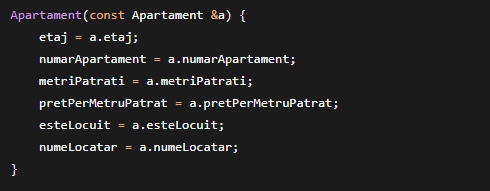 Apartament(const Apartament &a) {
    etaj = a.etaj;
    numarApartament = a.numarApartament;
    metriPatrati = a.metriPatrati;
    pretPerMetruPatrat = a.pretPerMetruPatrat;
    esteLocuit = a.esteLocuit;
    numeLocatar = a.numeLocatar;
}